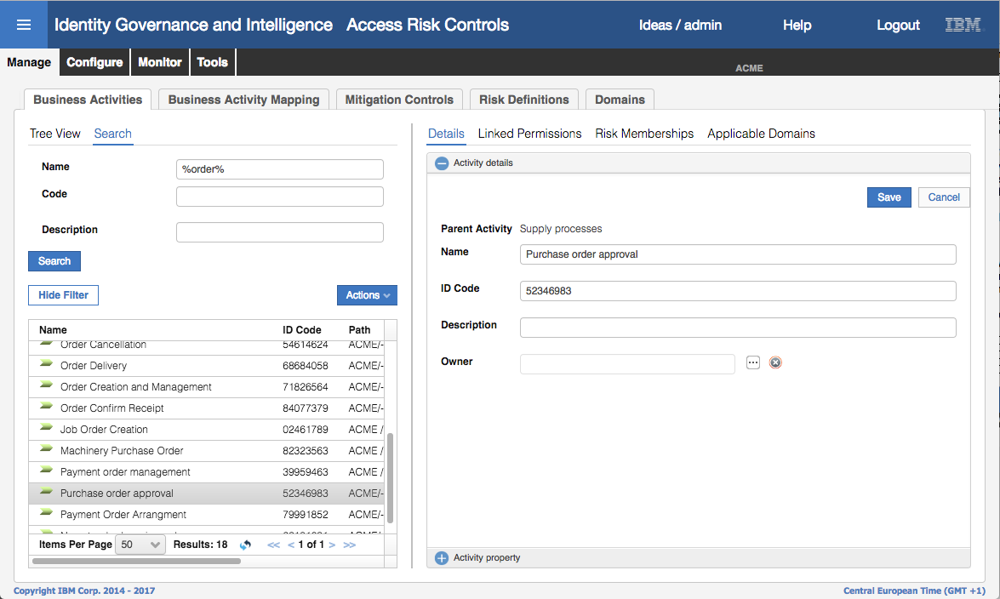 Identity Governance and Intelligence Access Risk Controls Ideas / admin Help Logout IBM
Manage Configure Monitor Tools ACME
Business Activities Business Activity Mapping Mitigation Controls Risk Definitions Domains
Tree View Search
Name %order%
Code
Description
Search
Hide Filter Actions
Name ID Code Path
Order Cancellation 54614624 ACME/-
Order Delivery 68684058 ACME/-
Order Creation and Management 71826564 ACME/-
Order Confirm Receipt 84077379 ACME/-
Job Order Creation 02461789 ACME /
Machinery Purchase Order 82323563 ACME /
Payment order management 39959463 ACME /
Purchase order approval 52346983 ACME/-
Payment Order Arrangment 79991852 ACME/-
Items Per Page 50 Results: 18 << < 1 of 1 > >>
Details Linked Permissions Risk Memberships Applicable Domains
Activity details
Save Cancel
Parent Activity Supply processes
Name Purchase order approval
ID Code 52346983
Description
Owner
Activity property
Copyright IBM Corp. 2014 - 2017 Central European Time (GMT +1)